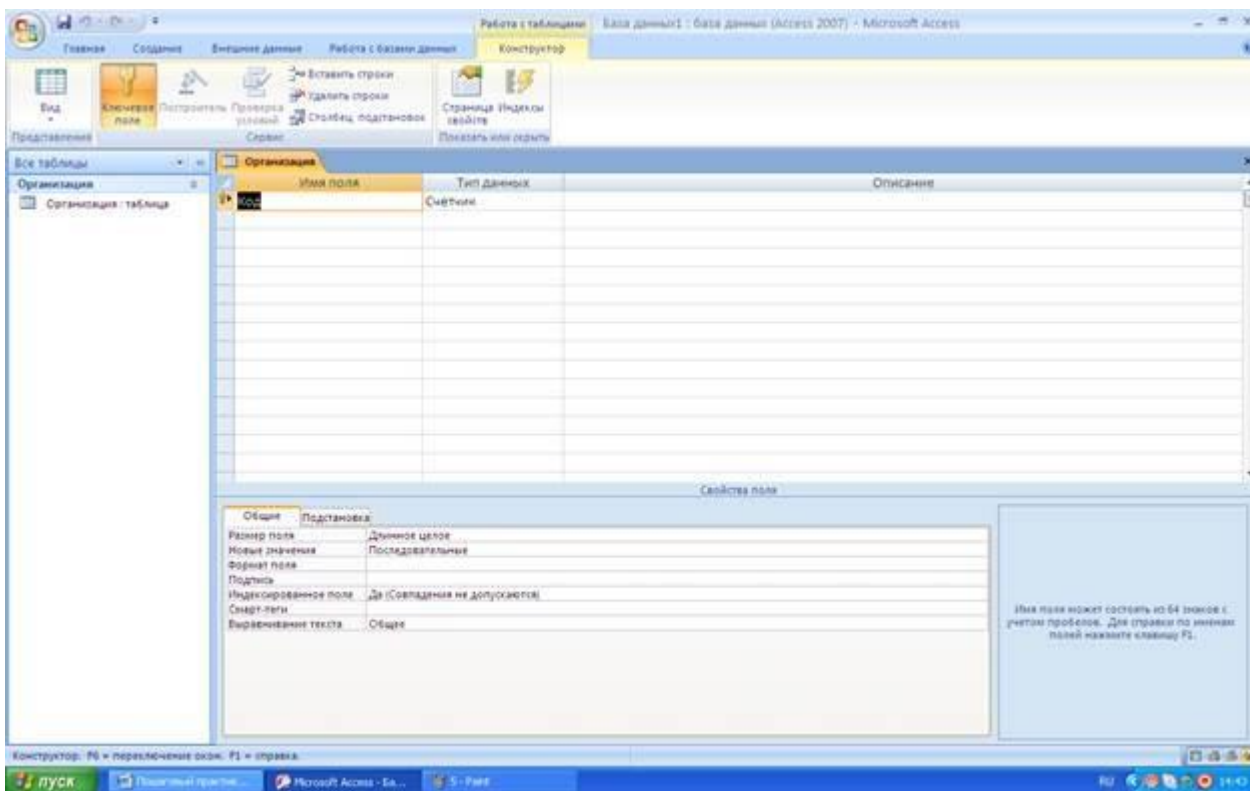 Работа с таблицами База данных1 : база данных (Access 2007) - Microsoft Access
Главная Создание Внешние данные Работа с базами данных Конструктор
Вид
Ключевое поле
Построитель
Проверка условий
Вставить строки
Удалить строки
Столбец подстановок
Страница свойств
Индексы
Представления Сервис Показать или скрыть
Все таблицы
Организация
Организация : таблица
Организация
Имя поля Тип данных Описание
Код Счетчик
Свойства поля
Общие Подстановка
Размер поля Длинное целое
Новые значения Последовательные
Формат поля
Подпись
Индексированное поле Да (Совпадения не допускаются)
Смарт-теги
Выравнивание текста Общее
Имя поля может состоять из 64 знаков с
учетом пробелов. Для справки по именам
полей нажмите клавишу F1.
Конструктор. F6 = переключение окон. F1 = справка.
пуск Пошаговый практик... Microsoft Access - Ба... 5 - Paint RU 14:43